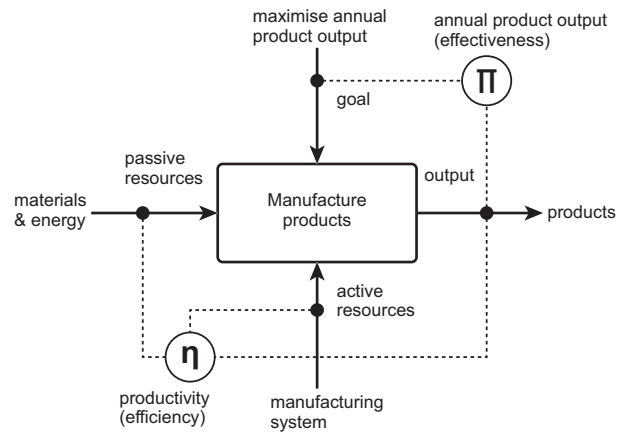 maximise annual
product output
annual product output
(effectiveness)
Π
goal
passive
resources
output
materials
& energy
Manufacture
products
products
active
resources
η
productivity
(efficiency)
manufacturing
system